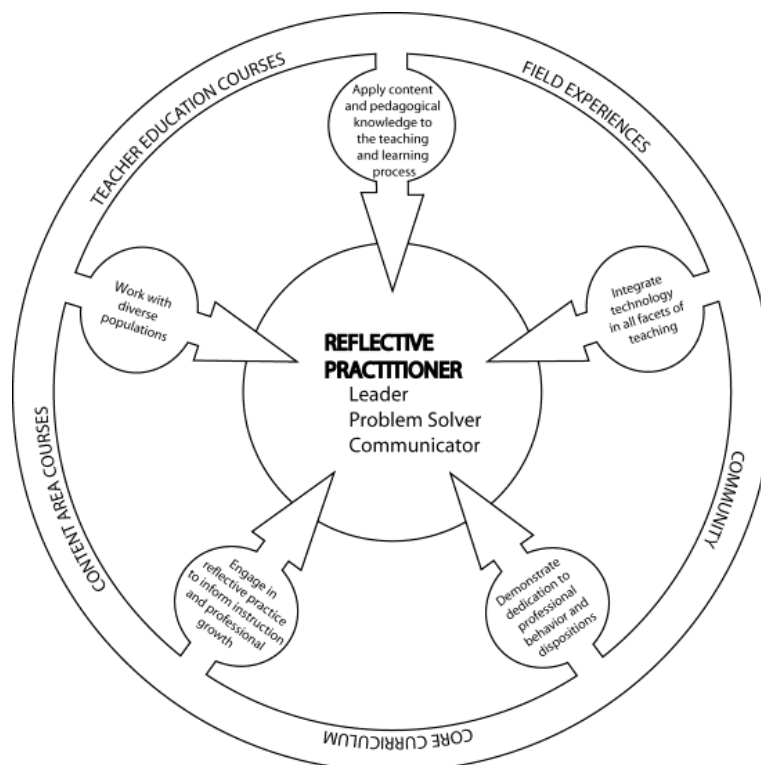 TEACHER EDUCATION COURSES
FIELD EXPERIENCES
Apply content
and pedagogical
knowledge to
the teaching
and learning
process
Work with
diverse
populations
Integrate
technology
in all facets of
teaching
REFLECTIVE
PRACTITIONER
Leader
Problem Solver
Communicator
CONTENT AREA COURSES
COMMUNITY
Engage in
reflective practice
to inform instruction
and professional
growth
Demonstrate
dedication to
professional
behavior and
dispositions
CORE CURRICULUM